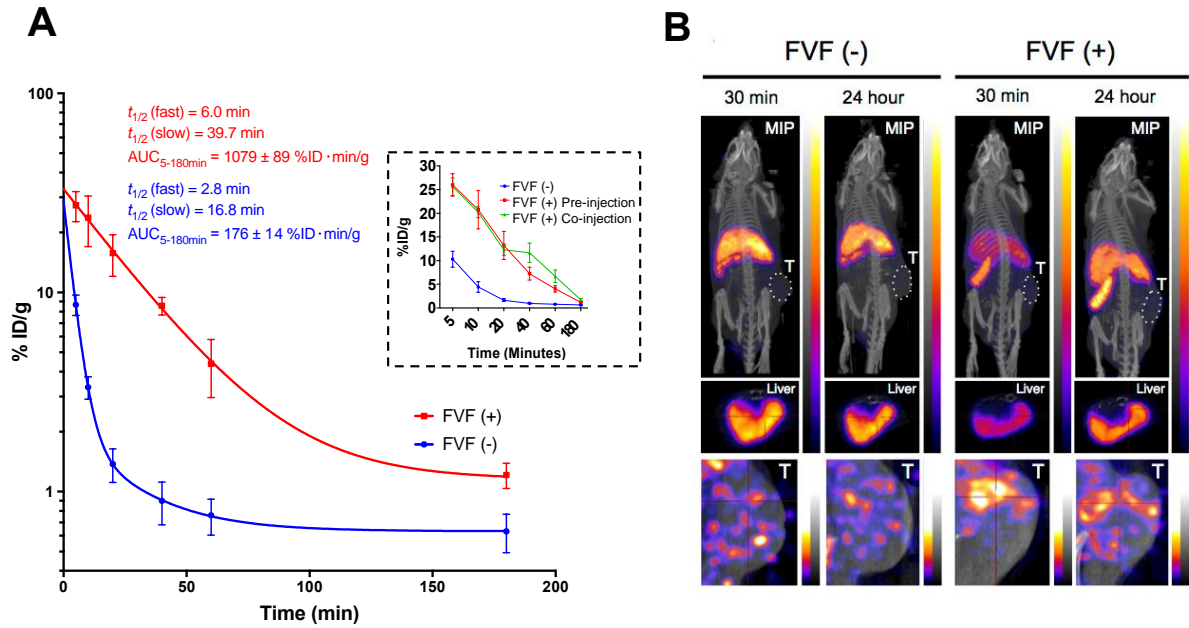 A
t1/2 (fast) = 6.0 min
t1/2 (slow) = 39.7 min
AUC5-180min = 1079 ± 89 %ID·min/g
t1/2 (fast) = 2.8 min
t1/2 (slow) = 16.8 min
AUC5-180min = 176 ± 14 %ID·min/g
100
10
1
% ID/g
0
50
100
150
200
Time (min)
FVF (+)
FVF (-)
30
25
20
15
10
5
0
%ID/g
FVF (-)
FVF (+) Pre-injection
FVF (+) Co-injection
5
10
20
40
60
180
Time (Minutes)
B
FVF (-)
FVF (+)
30 min
24 hour
30 min
24 hour
MIP
MIP
MIP
MIP
T
T
T
T
Liver
Liver
Liver
Liver
T
T
T
T